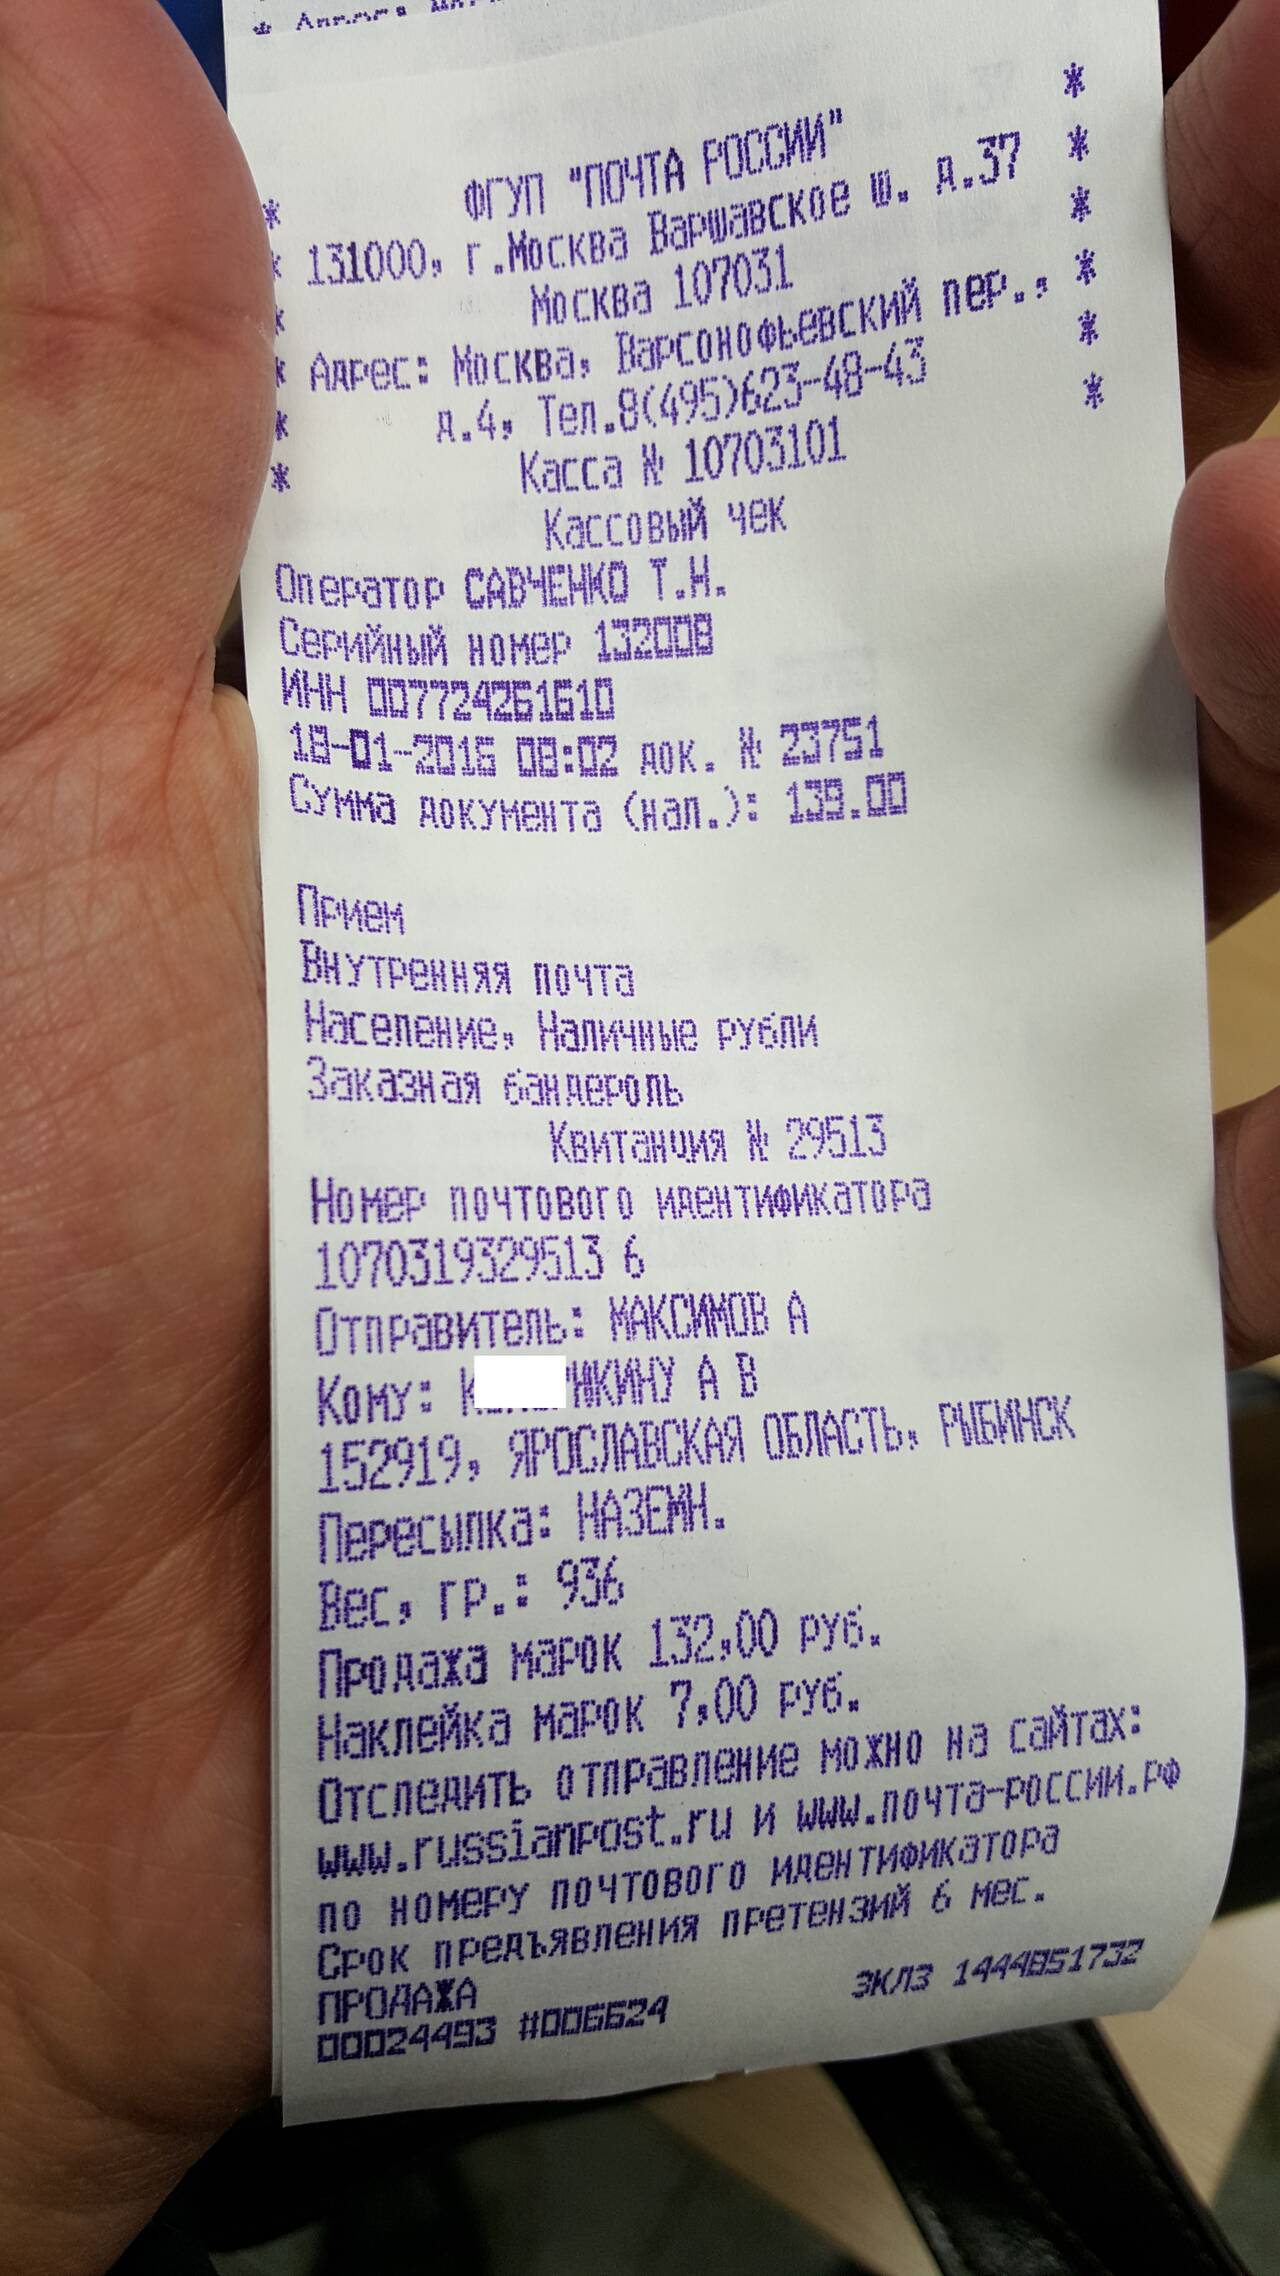 ФГУП "ПОЧТА РОССИИ" *
* 131000, г.Москва Варшавское ш. д.37 *
* Москва 107031 *
* Адрес: Москва, Варсонофьевский пер., *
* д.4, Тел.8(495)623-48-43 *
* Касса № 10703101 *
Кассовый чек
Оператор САВЧЕНКО Т.Н.
Серийный номер 132008
ИНН 007724261610
18-01-2016 08:02 док. № 23751
Сумма документа (нал.): 139.00
Прием
Внутренняя почта
Население, Наличные рубли
Заказная бандероль
Квитанция № 29513
Номер почтового идентификатора
1070319329513 6
Отправитель: МАКСИМОВ А
Кому: А В
152919, ЯРОСЛАВСКАЯ ОБЛАСТЬ, РЫБИНСК
Пересылка: НАЗЕМН.
Вес, гр.: 936
Продажа марок 132,00 руб.
Наклейка марок 7,00 руб.
Отследить отправление можно на сайтах:
www.russianpost.ru и www.почта-россии.рф
по номеру почтового идентификатора
Срок предъявления претензий 6 мес.
ПРОДАЖА ЭКЛЗ 1444851732
00024493 #006624